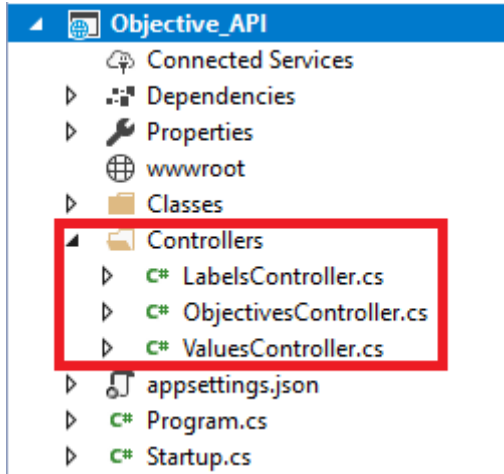 Objective_API
Connected Services
Dependencies
Properties
wwwroot
Classes
Controllers
C# LabelsController.cs
C# ObjectivesController.cs
C# ValuesController.cs
appsettings.json
C# Program.cs
C# Startup.cs